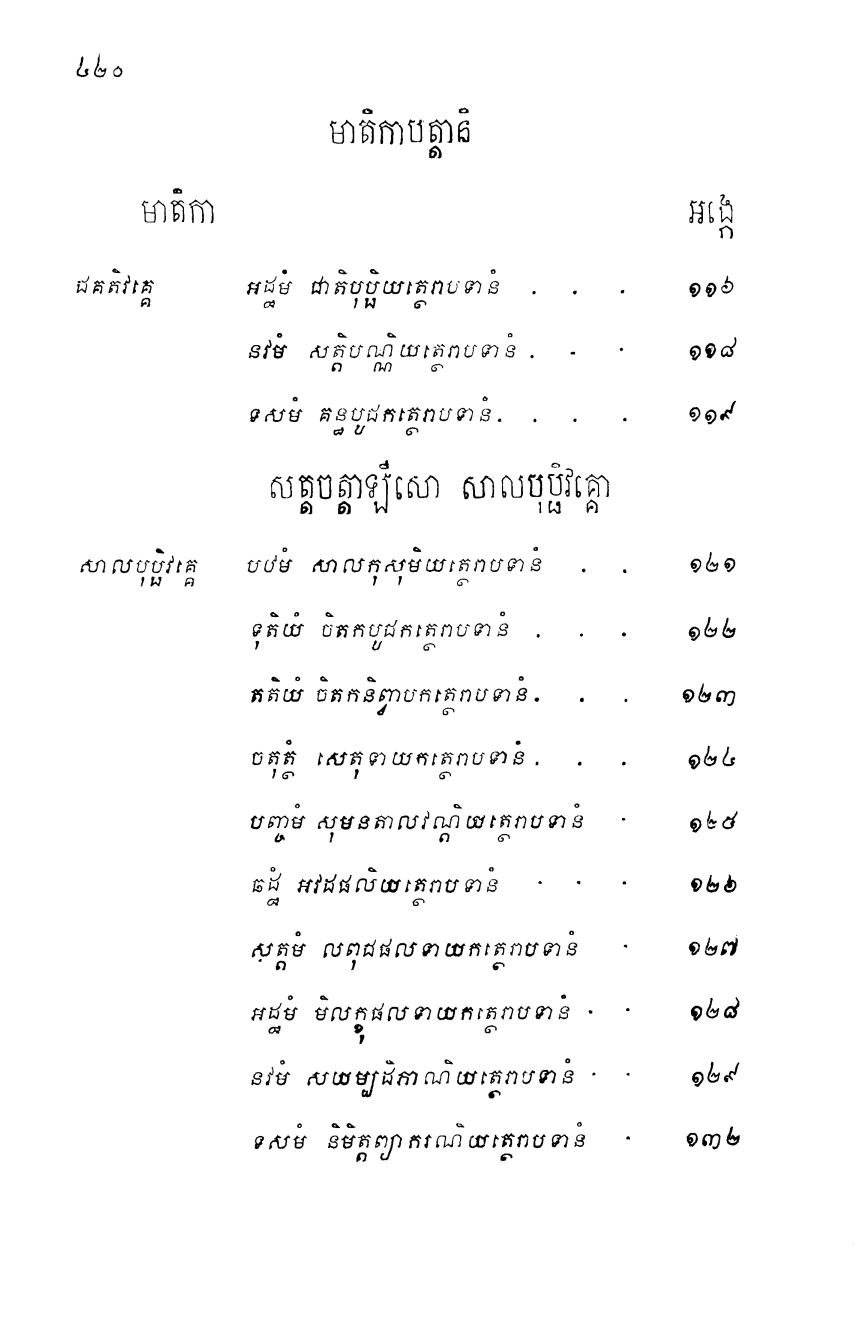 ៤២០
មាតិកាបត្តានិ
មាតិកា អង្កេ
ជគតិវគ្គេ អដ្ឋមំ ជាតិបុប្ផិយត្ថេរាបទានំ . . . ១១៦
នវមំ សត្តិបណ្ណិយត្ថេរាបទានំ . . . ១១៨
ទសមំ គន្ធបូជកត្ថេរាបទានំ . . . . ១១៩
សត្តចត្តាឡីសោ សាលបុប្ផិវគ្គោ
សាលបុប្ផិវគ្គេ បឋមំ សាលកុសុមិយត្ថេរាបទានំ . . ១២១
ទុតិយំ ចិតកបូជកត្ថេរាបទានំ . . . ១២២
តតិយំ ចិតកនិព្វាបកត្ថេរាបទានំ . . . ១២៣
ចតុត្ថំ សេតុទាយកត្ថេរាបទានំ . . . ១២៤
បញ្ចមំ សុមនតាលវណ្តិយត្ថេរាបទានំ . ១២៥
ឆដ្ឋំ អវដផលិយត្ថេរាបទានំ . . . ១២៦
សត្តមំ លពុជផលទាយកត្ថេរាបទានំ . ១២៧
អដ្ឋមំ មិលក្ខុផលទាយកត្ថេរាបទានំ . . ១២៨
នវមំ សយម្បដិភាណិយត្ថេរាបទានំ . . ១២៩
ទសមំ និមិត្តព្យាករណិយត្ថេរាបទានំ . ១៣២